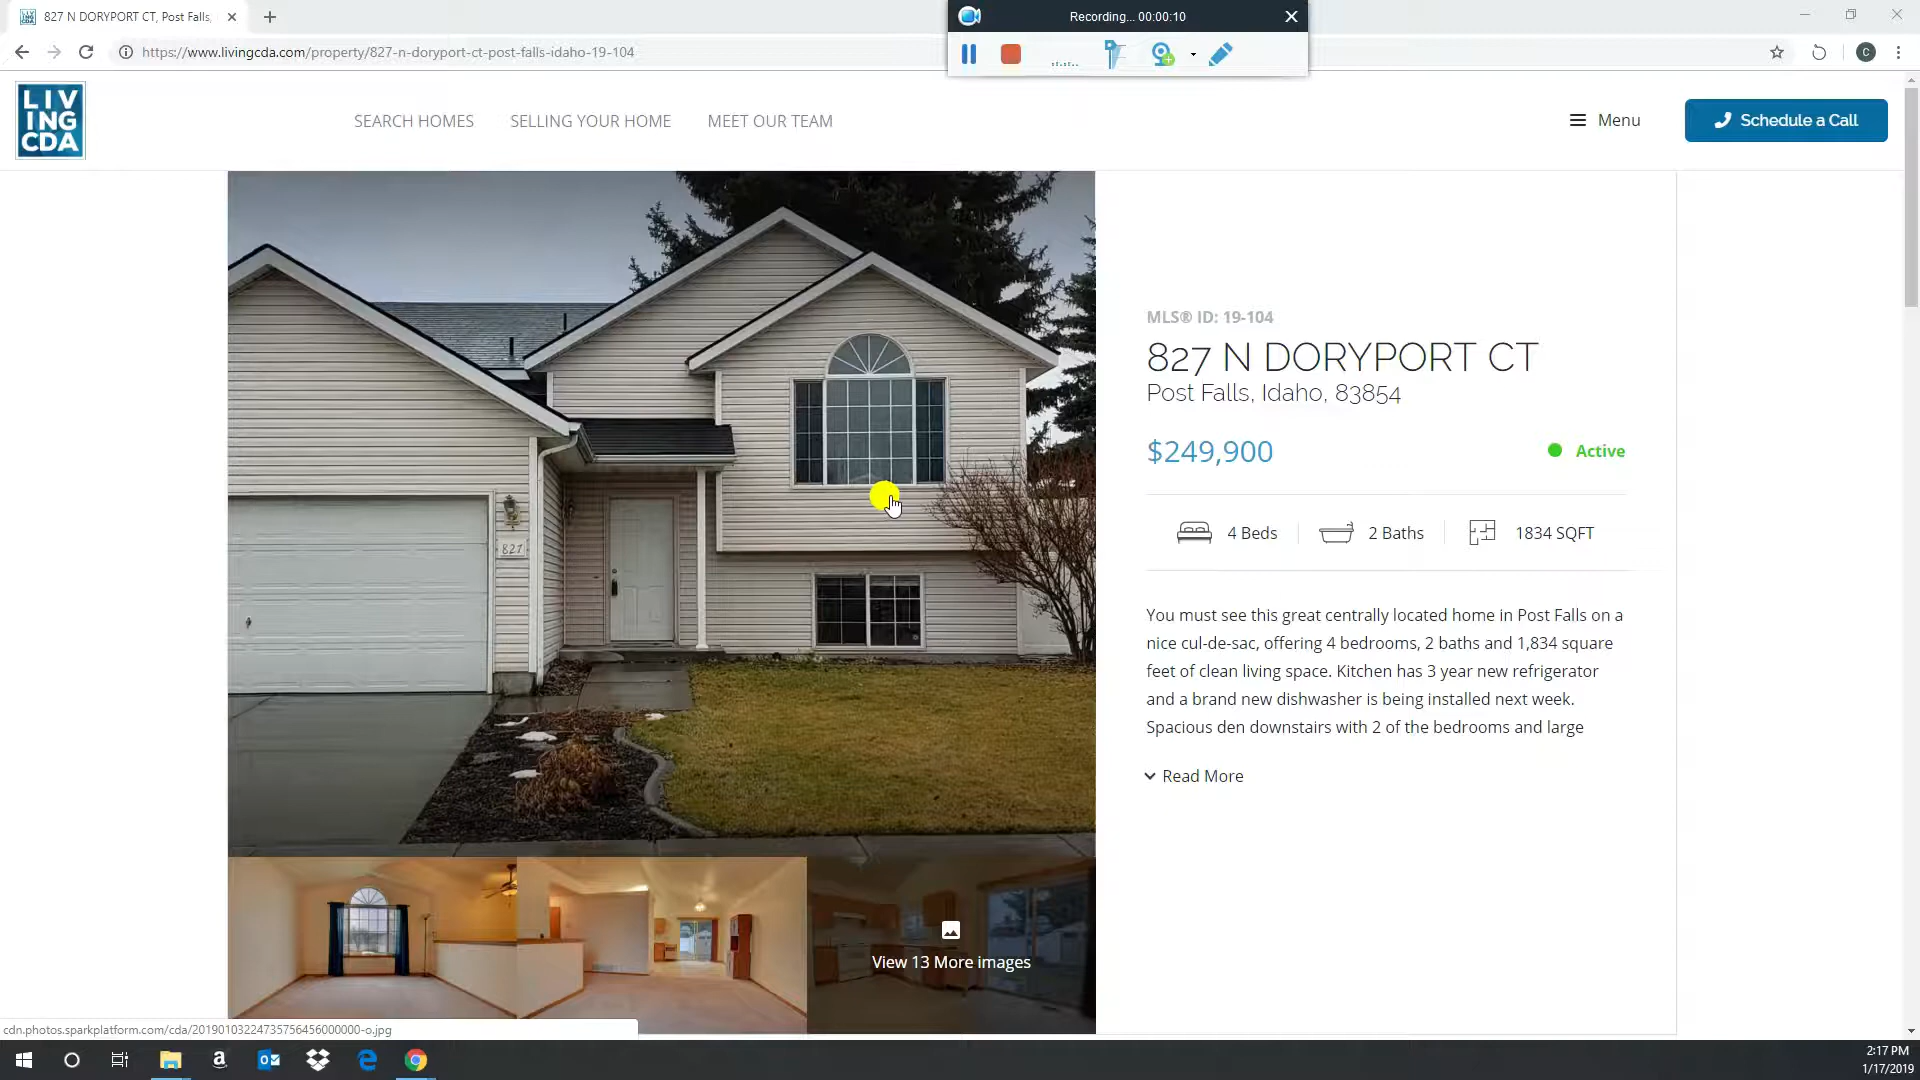 827 N DORYPORT CT, Post Falls,
Recording... 00:00:10
https://www.livingcda.com/property/827-n-doryport-ct-post-falls-idaho-19-104
C
LIV
ING
CDA
SEARCH HOMES
SELLING YOUR HOME
MEET OUR TEAM
Menu
Schedule a Call
827
MLS® ID: 19-104
827 N DORYPORT CT
Post Falls, Idaho, 83854
$249,900
Active
4 Beds
2 Baths
1834 SQFT
You must see this great centrally located home in Post Falls on a
nice cul-de-sac, offering 4 bedrooms, 2 baths and 1,834 square
feet of clean living space. Kitchen has 3 year new refrigerator
and a brand new dishwasher is being installed next week.
Spacious den downstairs with 2 of the bedrooms and large
Read More
View 13 More images
cdn.photos.sparkplatform.com/cda/20190103224735756456000000-o.jpg
2:17 PM
1/17/2019